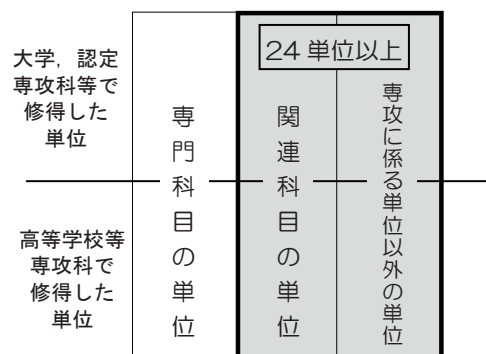 大学，認定
専攻科等で
修得した
単位
高等学校等
専攻科で
修得した
単位
専門科目の単位
24 単位以上
関連科目の単位
専攻に係る単位以外の単位